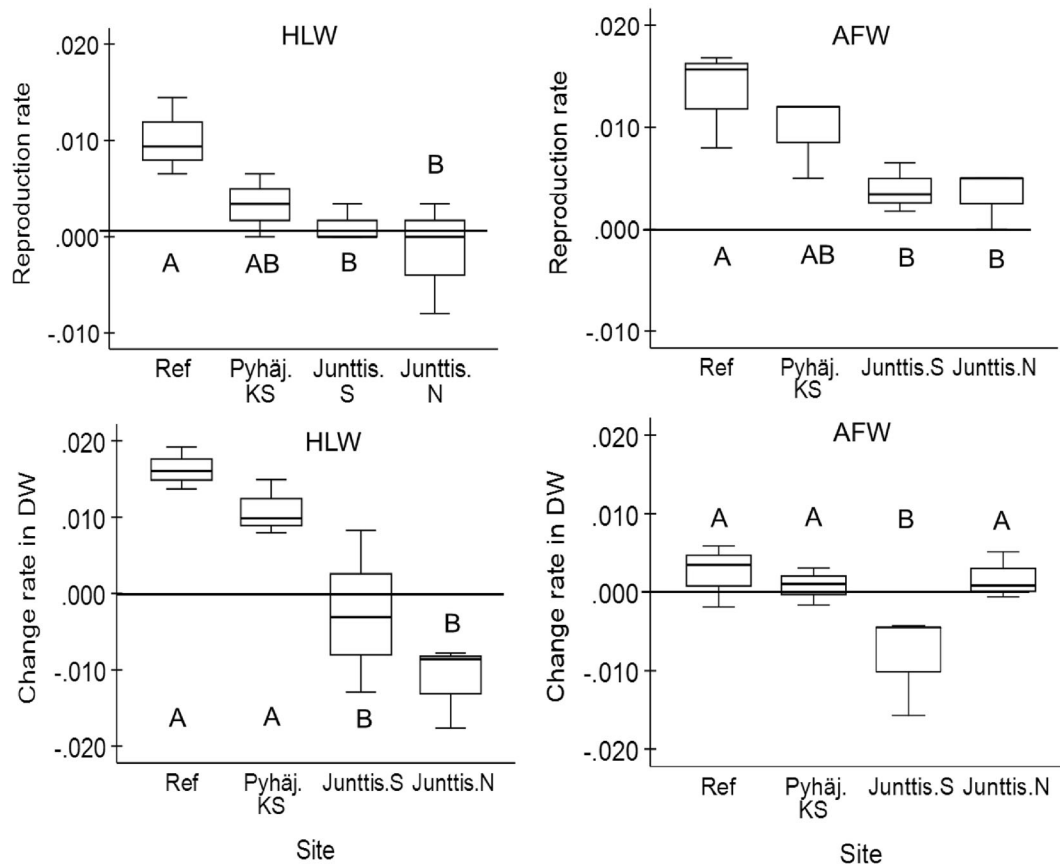 HLW
Reproduction rate
.020
.010
.000
-.010
A
AB
B
B
Ref
Pyhäj.
KS
Junttis.
S
Junttis.
N
AFW
Reproduction rate
.020
.010
.000
-.010
A
AB
B
B
Ref
Pyhäj.
KS
Junttis.S
Junttis.N
HLW
Change rate in DW
.020
.010
.000
-.010
-.020
A
A
B
B
Ref
Pyhäj.
KS
Junttis.S
Junttis.N
Site
AFW
Change rate in DW
.020
.010
.000
-.010
-.020
A
A
B
A
Ref
Pyhäj.
KS
Junttis.S
Junttis.N
Site